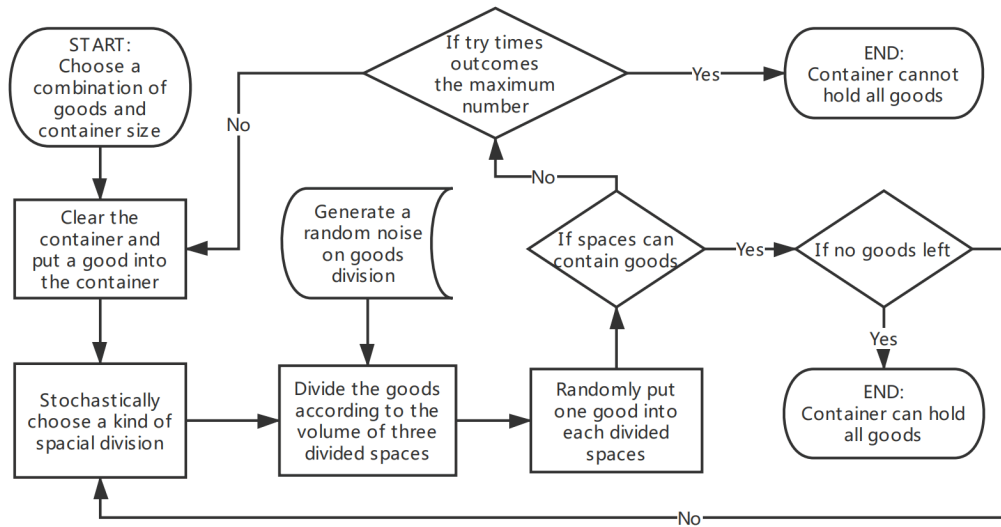 START:
Choose a
combination of
goods and
container size
If try times
outcomes
the maximum
number
Yes
END:
Container cannot
hold all goods
No
No
Clear the
container and
put a good into
the container
Generate a
random noise
on goods
division
If spaces can
contain goods
Yes
If no goods left
Yes
Stochastically
choose a kind of
spacial division
Divide the goods
according to the
volume of three
divided spaces
Randomly put
one good into
each divided
spaces
END:
Container can hold
all goods
No